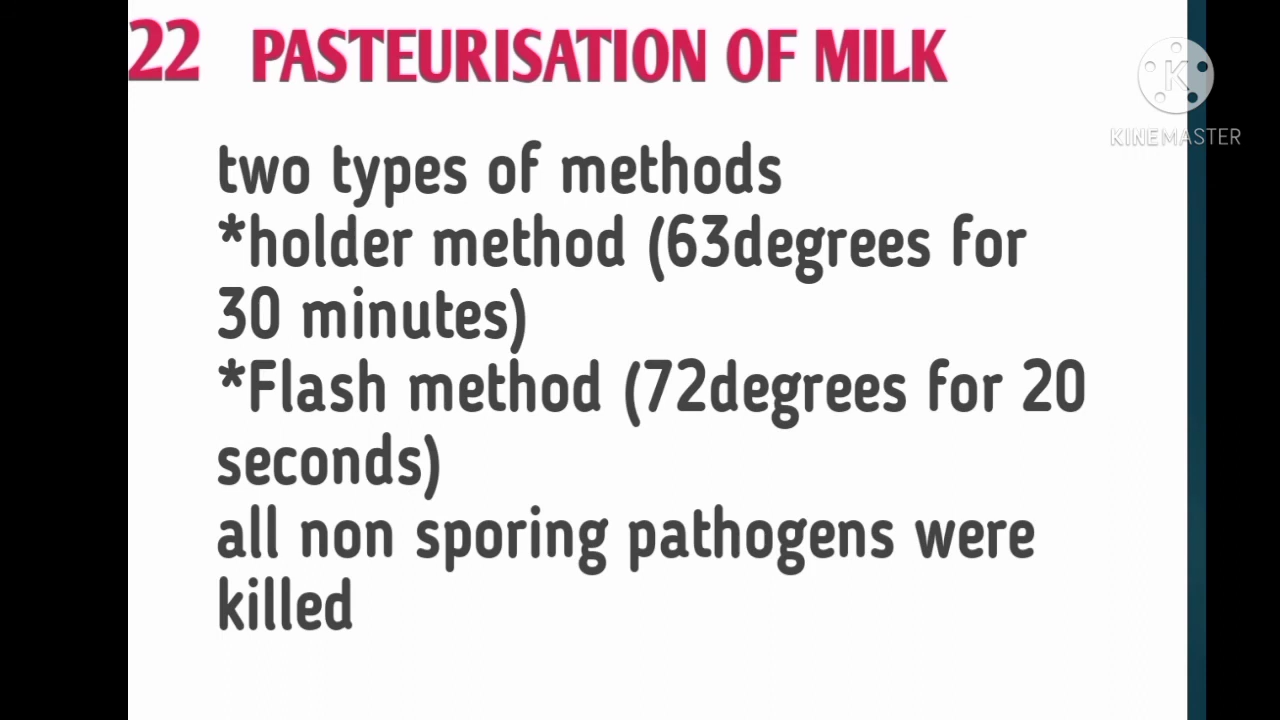 22 PASTEURISATION OF MILK
K
KINEMASTER
two types of methods
*holder method (63degrees for
30 minutes)
*Flash method (72degrees for 20
seconds)
all non sporing pathogens were
killed